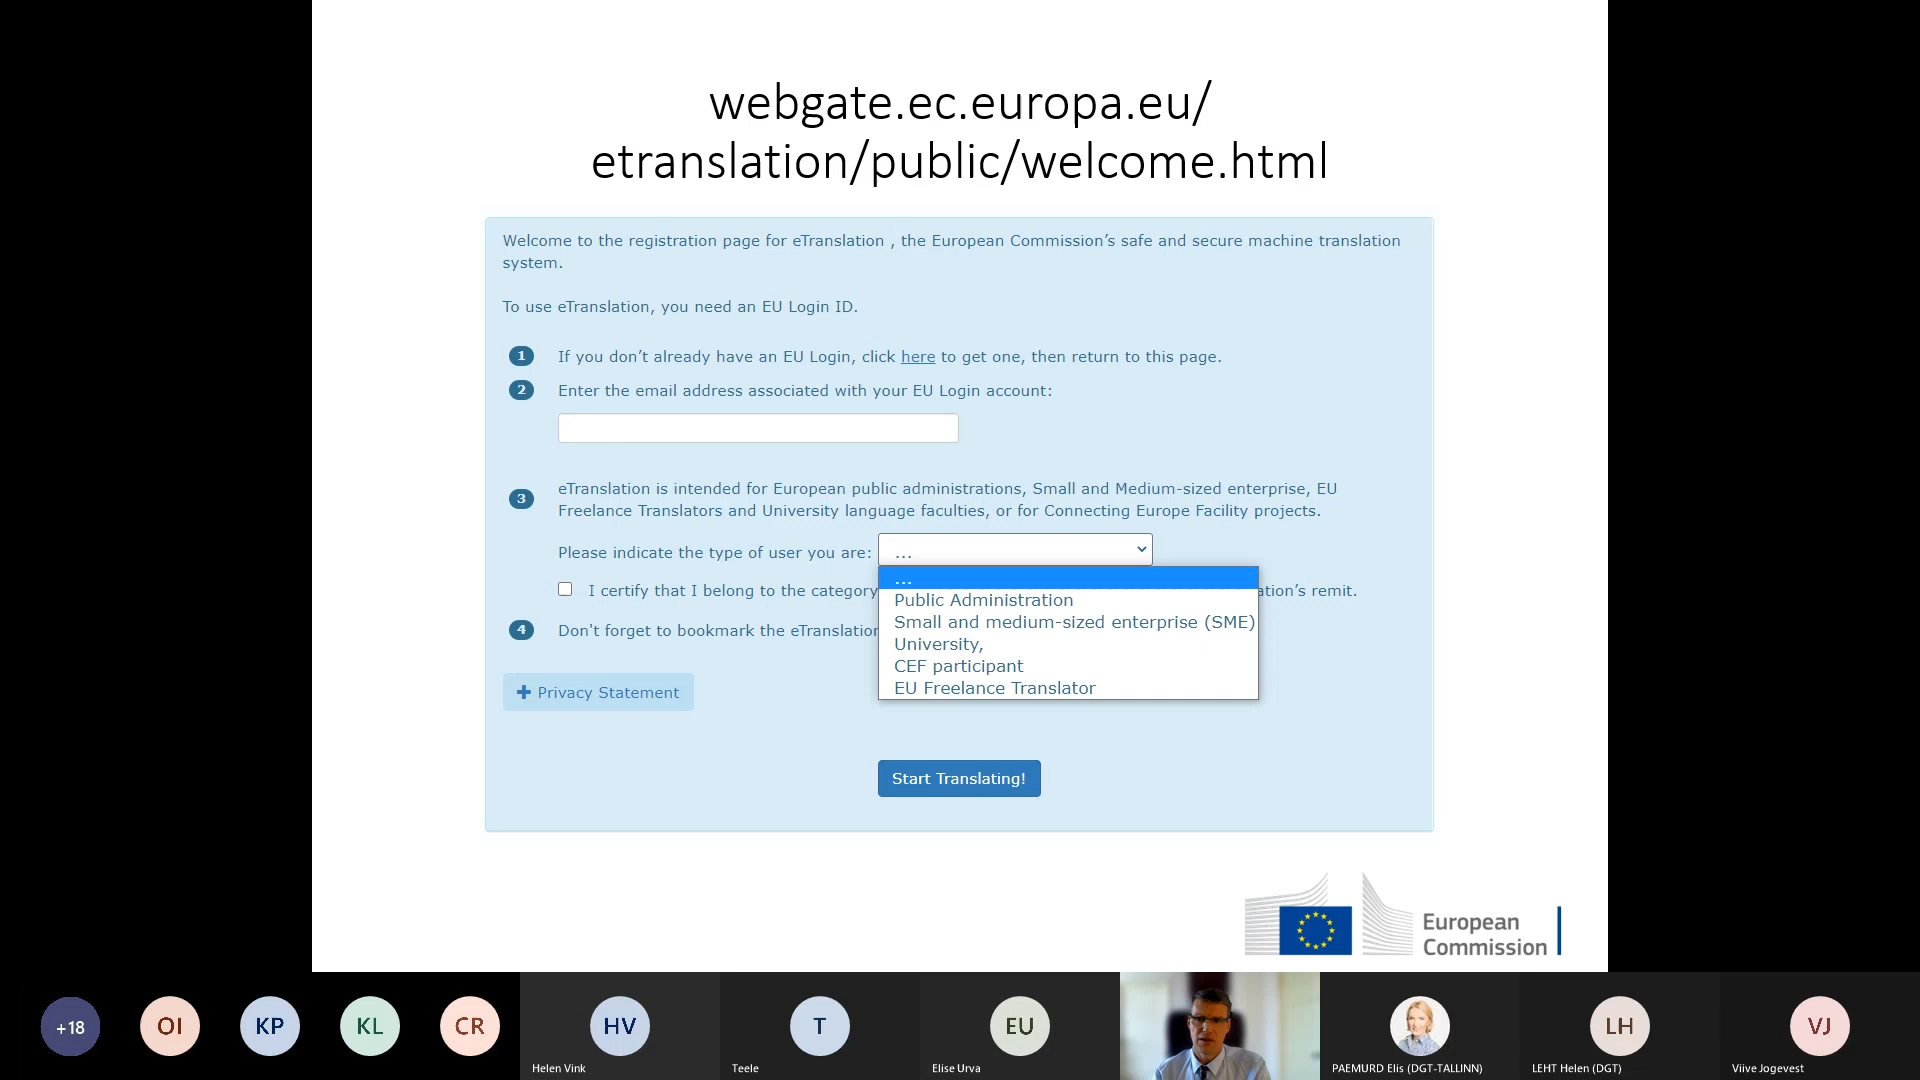 webgate.ec.europa.eu/
etranslation/public/welcome.html
Welcome to the registration page for eTranslation , the European Commission’s safe and secure machine translation
system.
To use eTranslation, you need an EU Login ID.
1 If you don’t already have an EU Login, click here to get one, then return to this page.
2 Enter the email address associated with your EU Login account:
3 eTranslation is intended for European public administrations, Small and Medium-sized enterprise, EU
Freelance Translators and University language faculties, or for Connecting Europe Facility projects.
Please indicate the type of user you are: ...
...
I certify that I belong to the category ation’s remit.
Public Administration
Small and medium-sized enterprise (SME)
4 Don't forget to bookmark the eTranslation
University,
CEF participant
EU Freelance Translator
+ Privacy Statement
Start Translating!
European
Commission
+18 OI KP KL CR HV T EU LH VJ
Helen Vink Teele Elise Urva PAEMURD Elis (DGT-TALLINN) LEHT Helen (DGT) Viive Jogevest